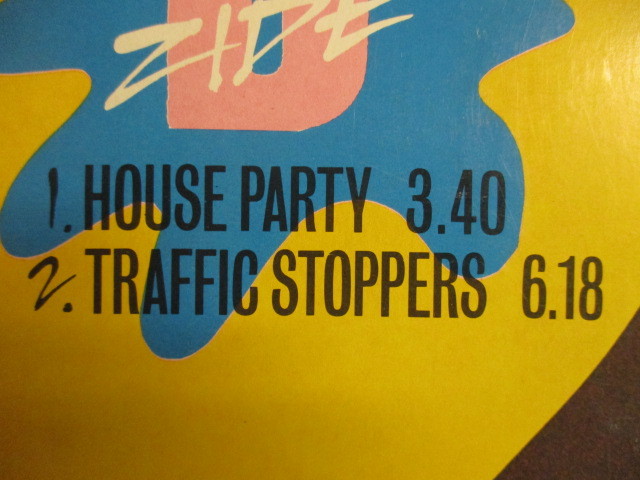 ZIDE
1. HOUSE PARTY 3.40
2. TRAFFIC STOPPERS 6.18